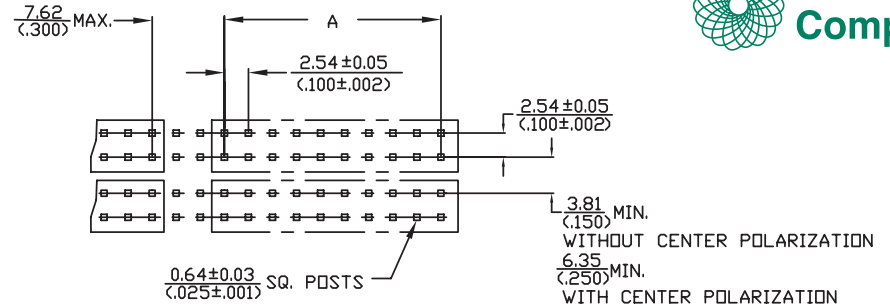 7.62
(.300) MAX.
A
Comp
2.54±0.05
(.100±.002)
2.54±0.05
(.100±.002)
3.81
(.150) MIN.
WITHOUT CENTER POLARIZATION
6.35
(.250) MIN.
WITH CENTER POLARIZATION
0.64±0.03
(.025±.001) SQ. POSTS